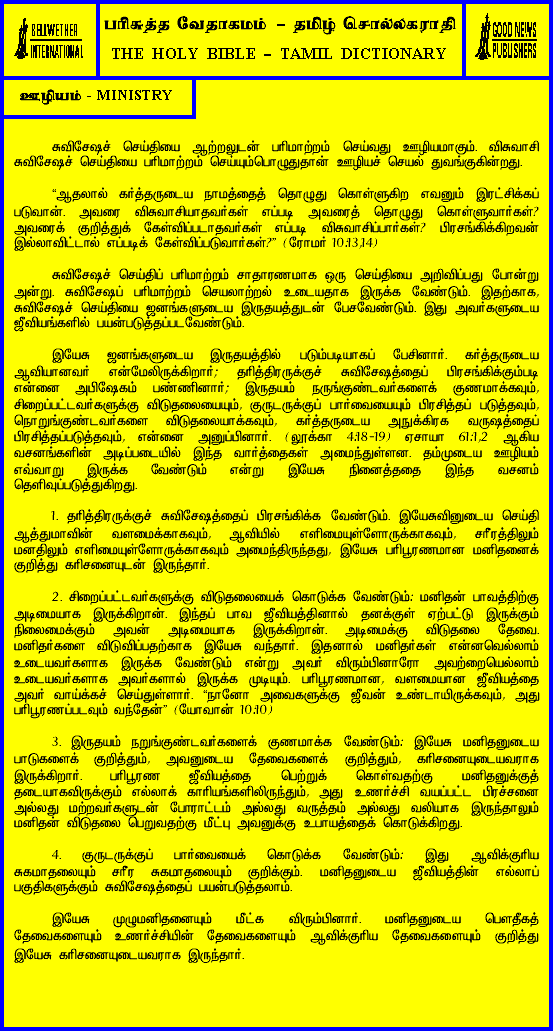 BELLWETHER
INTERNATIONAL
பரிசுத்த வேதாகமம் – தமிழ் சொல்லகராதி
THE HOLY BIBLE – TAMIL DICTIONARY
GOOD NEWS
PUBLISHERS
ஊழியம் - MINISTRY
சுவிசேஷச் செய்தியை ஆற்றலுடன் பரிமாற்றம் செய்வது ஊழியமாகும். விசுவாசி
சுவிசேஷச் செய்தியை பரிமாற்றம் செய்யும்பொழுதுதான் ஊழியச் செயல் துவங்குகின்றது.
“ஆதலால் கர்த்தருடைய நாமத்தைத் தொழுது கொள்ளுகிற எவனும் இரட்சிக்கப்
படுவான். அவரை விசுவாசியாதவர்கள் எப்படி அவரைத் தொழுது கொள்ளுவார்கள்?
அவரைக் குறித்துக் கேள்விப்படாதவர்கள் எப்படி விசுவாசிப்பார்கள்? பிரசங்கிக்கிறவன்
இல்லாவிட்டால் எப்படிக் கேள்விப்படுவார்கள்?” (ரோமர் 10:13,14)
சுவிசேஷச் செய்திப் பரிமாற்றம் சாதாரணமாக ஒரு செய்தியை அறிவிப்பது போன்று
அன்று. சுவிசேஷப் பரிமாற்றம் செயலாற்றல் உடையதாக இருக்க வேண்டும். இதற்காக,
சுவிசேஷச் செய்தியை ஜனங்களுடைய இருதயத்துடன் பேசவேண்டும். இது அவர்களுடைய
ஜீவியங்களில் பயன்படுத்தப்படவேண்டும்.
இயேசு ஜனங்களுடைய இருதயத்தில் படும்படியாகப் பேசினார். கர்த்தருடைய
ஆவியானவர் என்மேலிருக்கிறார்; தரித்திரருக்குச் சுவிசேஷத்தைப் பிரசங்கிக்கும்படி
என்னை அபிஷேகம் பண்ணினார்; இருதயம் நருங்குண்டவர்களைக் குணமாக்கவும்,
சிறைப்பட்டவர்களுக்கு விடுதலையையும், குருடருக்குப் பார்வையையும் பிரசித்தப் படுத்தவும்,
நொறுங்குண்டவர்களை விடுதலையாக்கவும், கர்த்தருடைய அநுக்கிரக வருஷத்தைப்
பிரசித்தப்படுத்தவும், என்னை அனுப்பினார். (லூக்கா 4:18-19) ஏசாயா 61:1,2 ஆகிய
வசனங்களின் அடிப்படையில் இந்த வார்த்தைகள் அமைந்துள்ளன. தம்முடைய ஊழியம்
எவ்வாறு இருக்க வேண்டும் என்று இயேசு நினைத்ததை இந்த வசனம்
தெளிவுப்படுத்துகிறது.
1. தரித்திரருக்குச் சுவிசேஷத்தைப் பிரசங்கிக்க வேண்டும். இயேசுவினுடைய செய்தி
ஆத்துமாவின் வளமைக்காகவும், ஆவியில் எளிமையுள்ளோருக்காகவும், சரீரத்திலும்
மனதிலும் எளிமையுள்ளோருக்காகவும் அமைந்திருந்தது, இயேசு பரிபூரணமான மனிதனைக்
குறித்து கரிசனையுடன் இருந்தார்.
2. சிறைப்பட்டவர்களுக்கு விடுதலையைக் கொடுக்க வேண்டும்: மனிதன் பாவத்திற்கு
அடிமையாக இருக்கிறான். இந்தப் பாவ ஜீவியத்தினால் தனக்குள் ஏற்பட்டு இருக்கும்
நிலைமைக்கும் அவன் அடிமையாக இருக்கிறான். அடிமைக்கு விடுதலை தேவை.
மனிதர்களை விடுவிப்பதற்காக இயேசு வந்தார். இதனால் மனிதர்கள் என்னவெல்லாம்
உடையவர்களாக இருக்க வேண்டும் என்று அவர் விரும்பினாரோ அவற்றையெல்லாம்
உடையவர்களாக அவர்களால் இருக்க முடியும். பரிபூரணமான, வளமையான ஜீவியத்தை
அவர் வாய்க்கச் செய்துள்ளார். “நானோ அவைகளுக்கு ஜீவன் உண்டாயிருக்கவும், அது
பரிபூரணப்படவும் வந்தேன்” (யோவான் 10:10)
3. இருதயம் நறுங்குண்டவர்களைக் குணமாக்க வேண்டும்: இயேசு மனிதனுடைய
பாடுகளைக் குறித்தும், அவனுடைய தேவைகளைக் குறித்தும், கரிசனையுடையவராக
இருக்கிறார். பரிபூரண ஜீவியத்தை பெற்றுக் கொள்வதற்கு மனிதனுக்குத்
தடையாகவிருக்கும் எல்லாக் காரியங்களிலிருந்தும், அது உணர்ச்சி வயப்பட்ட பிரச்சனை
அல்லது மற்றவர்களுடன் போராட்டம் அல்லது வருத்தம் அல்லது வலியாக இருந்தாலும்
மனிதன் விடுதலை பெறுவதற்கு மீட்பு அவனுக்கு உபாயத்தைக் கொடுக்கிறது.
4. குருடருக்குப் பார்வையைக் கொடுக்க வேண்டும்: இது ஆவிக்குரிய
சுகமாதலையும் சரீர சுகமாதலையும் குறிக்கும். மனிதனுடைய ஜீவியத்தின் எல்லாப்
பகுதிகளுக்கும் சுவிசேஷத்தைப் பயன்படுத்தலாம்.
இயேசு முழுமனிதனையும் மீட்க விரும்பினார். மனிதனுடைய பௌதீகத்
தேவைகளையும் உணர்ச்சியின் தேவைகளையும் ஆவிக்குரிய தேவைகளையும் குறித்து
இயேசு கரிசனையுடையவராக இருந்தார்.